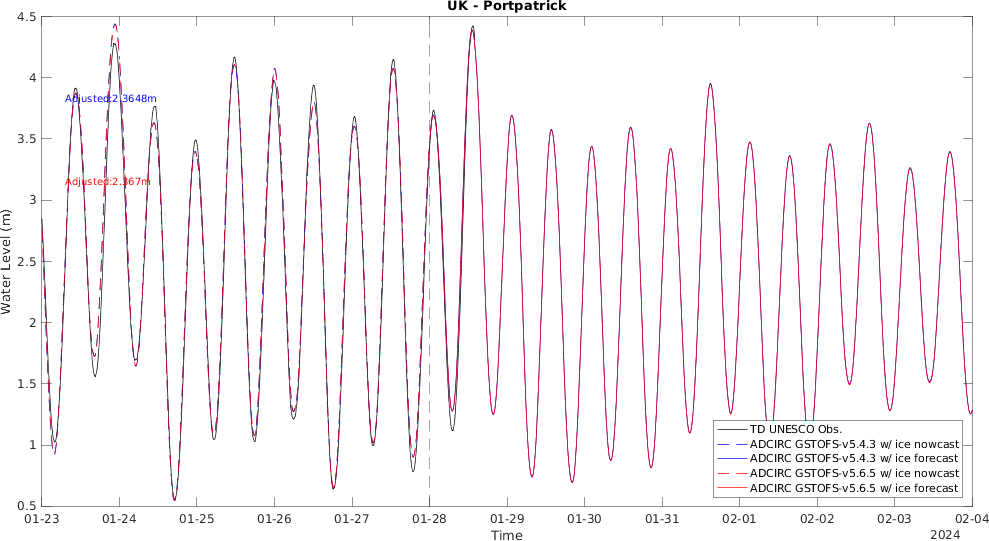 UK - Portpatrick
4.5
4
3.5
3
2.5
2
1.5
1
0.5
Water Level (m)
Adjusted:2.3648m
Adjusted:2.367m
TD UNESCO Obs.
ADCIRC GSTOFS-v5.4.3 w/ ice nowcast
ADCIRC GSTOFS-v5.4.3 w/ ice forecast
ADCIRC GSTOFS-v5.6.5 w/ ice nowcast
ADCIRC GSTOFS-v5.6.5 w/ ice forecast
01-23 01-24 01-25 01-26 01-27 01-28 01-29 01-30 01-31 02-01 02-02 02-03 02-04
Time
2024